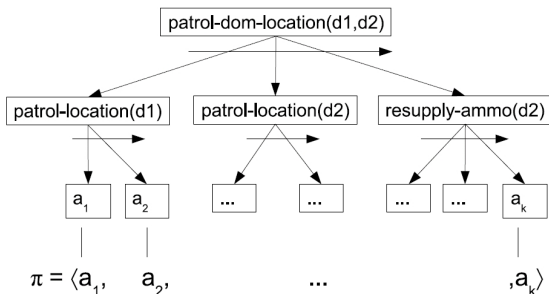 patrol-dom-location(d1,d2)
patrol-location(d1) patrol-location(d2) resupply-ammo(d2)
a₁ a₂ ... ... ... ... aₖ
π = ⟨a₁, a₂, ... ,aₖ⟩